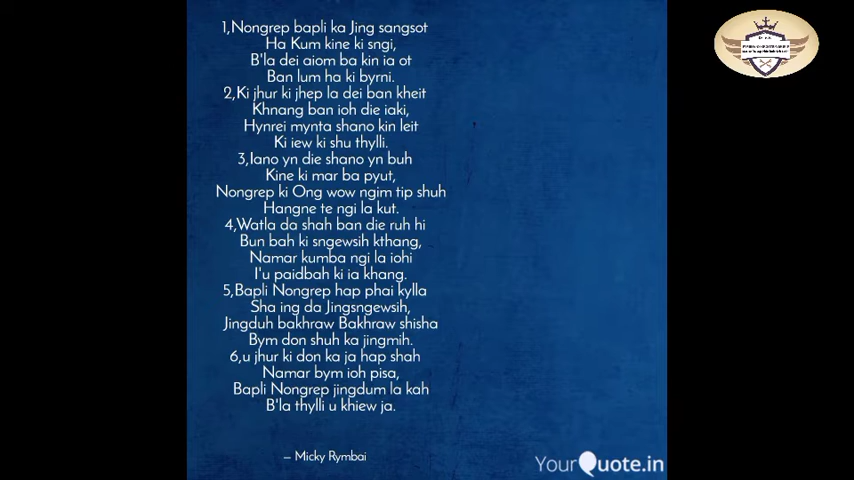 1,Nongrep bapli ka Jing sangsot
Ha Kum kine ki sngi,
B'la dei aiom ba kin ia ot
Ban lum ha ki byrni.
2,Ki jhur ki jhep la dei ban kheit
Khnang ban ioh die iaki,
Hynrei mynta shano kin leit
Ki iew ki shu thylli.
3,Iano yn die shano yn buh
Kine ki mar ba pyut,
Nongrep ki Ong wow ngim tip shuh
Hangne te ngi la kut.
4,Watla da shah ban die ruh hi
Bun bah ki sngewsih kthang,
Namar kumba ngi la iohi
I'u paidbah ki ia khang.
5,Bapli Nongrep hap phai kylla
Sha ing da Jingsngewsih,
Jingduh bakhraw Bakhraw shisha
Bym don shuh ka jingmih.
6,u jhur ki don ka ja hap shah
Namar bym ioh pisa,
Bapli Nongrep jingdum la kah
B'la thylli u khiew ja.
– Micky Rymbai
YourQuote.in